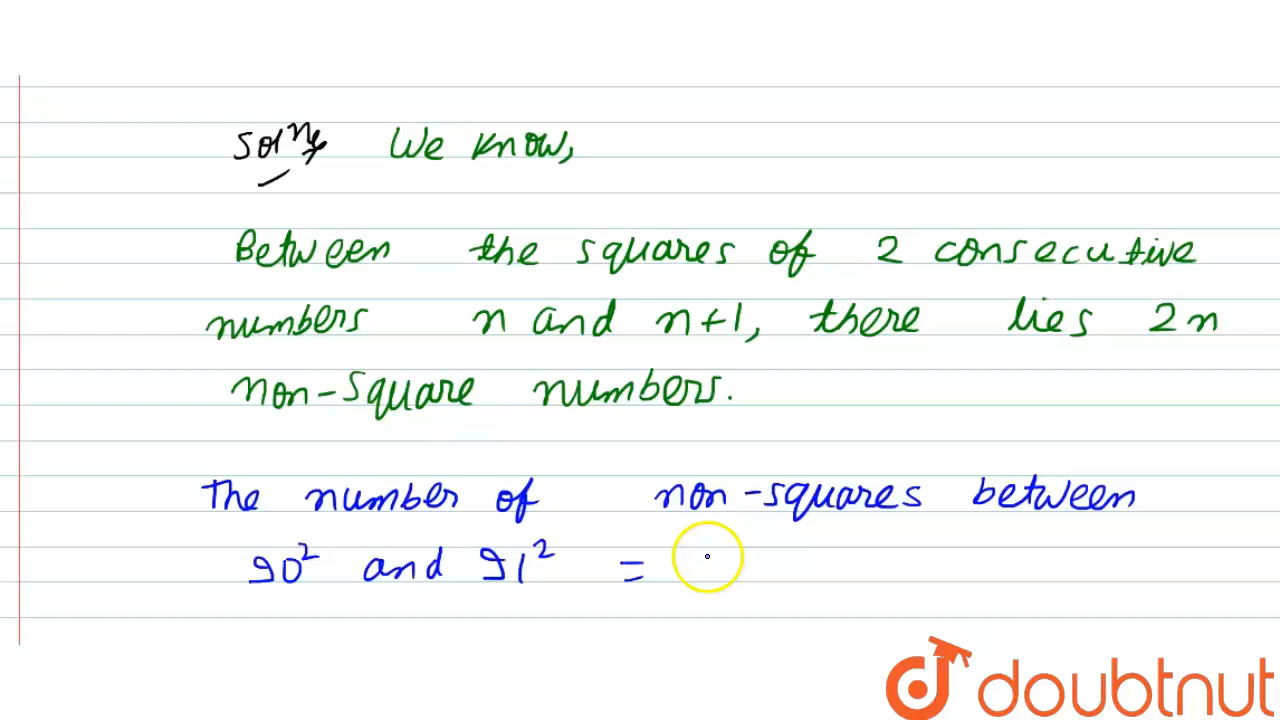 Solⁿ We know,
Between the squares of 2 consecutive
numbers n and n+1, there lies 2n
non-square numbers.
The number of non-squares between
90² and 91² =
doubtnut